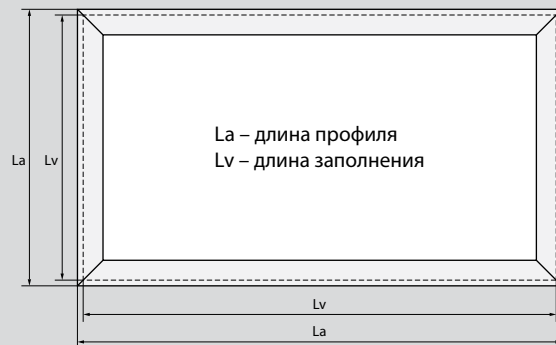 La – длина профиля
Lv – длина заполнения
La
Lv
Lv
La